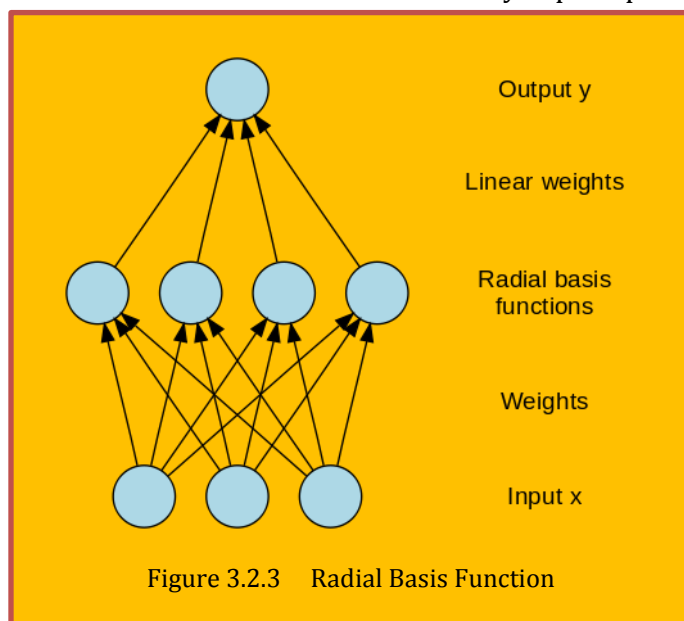 Output y
Linear weights
Radial basis
functions
Weights
Input x
Figure 3.2.3 Radial Basis Function